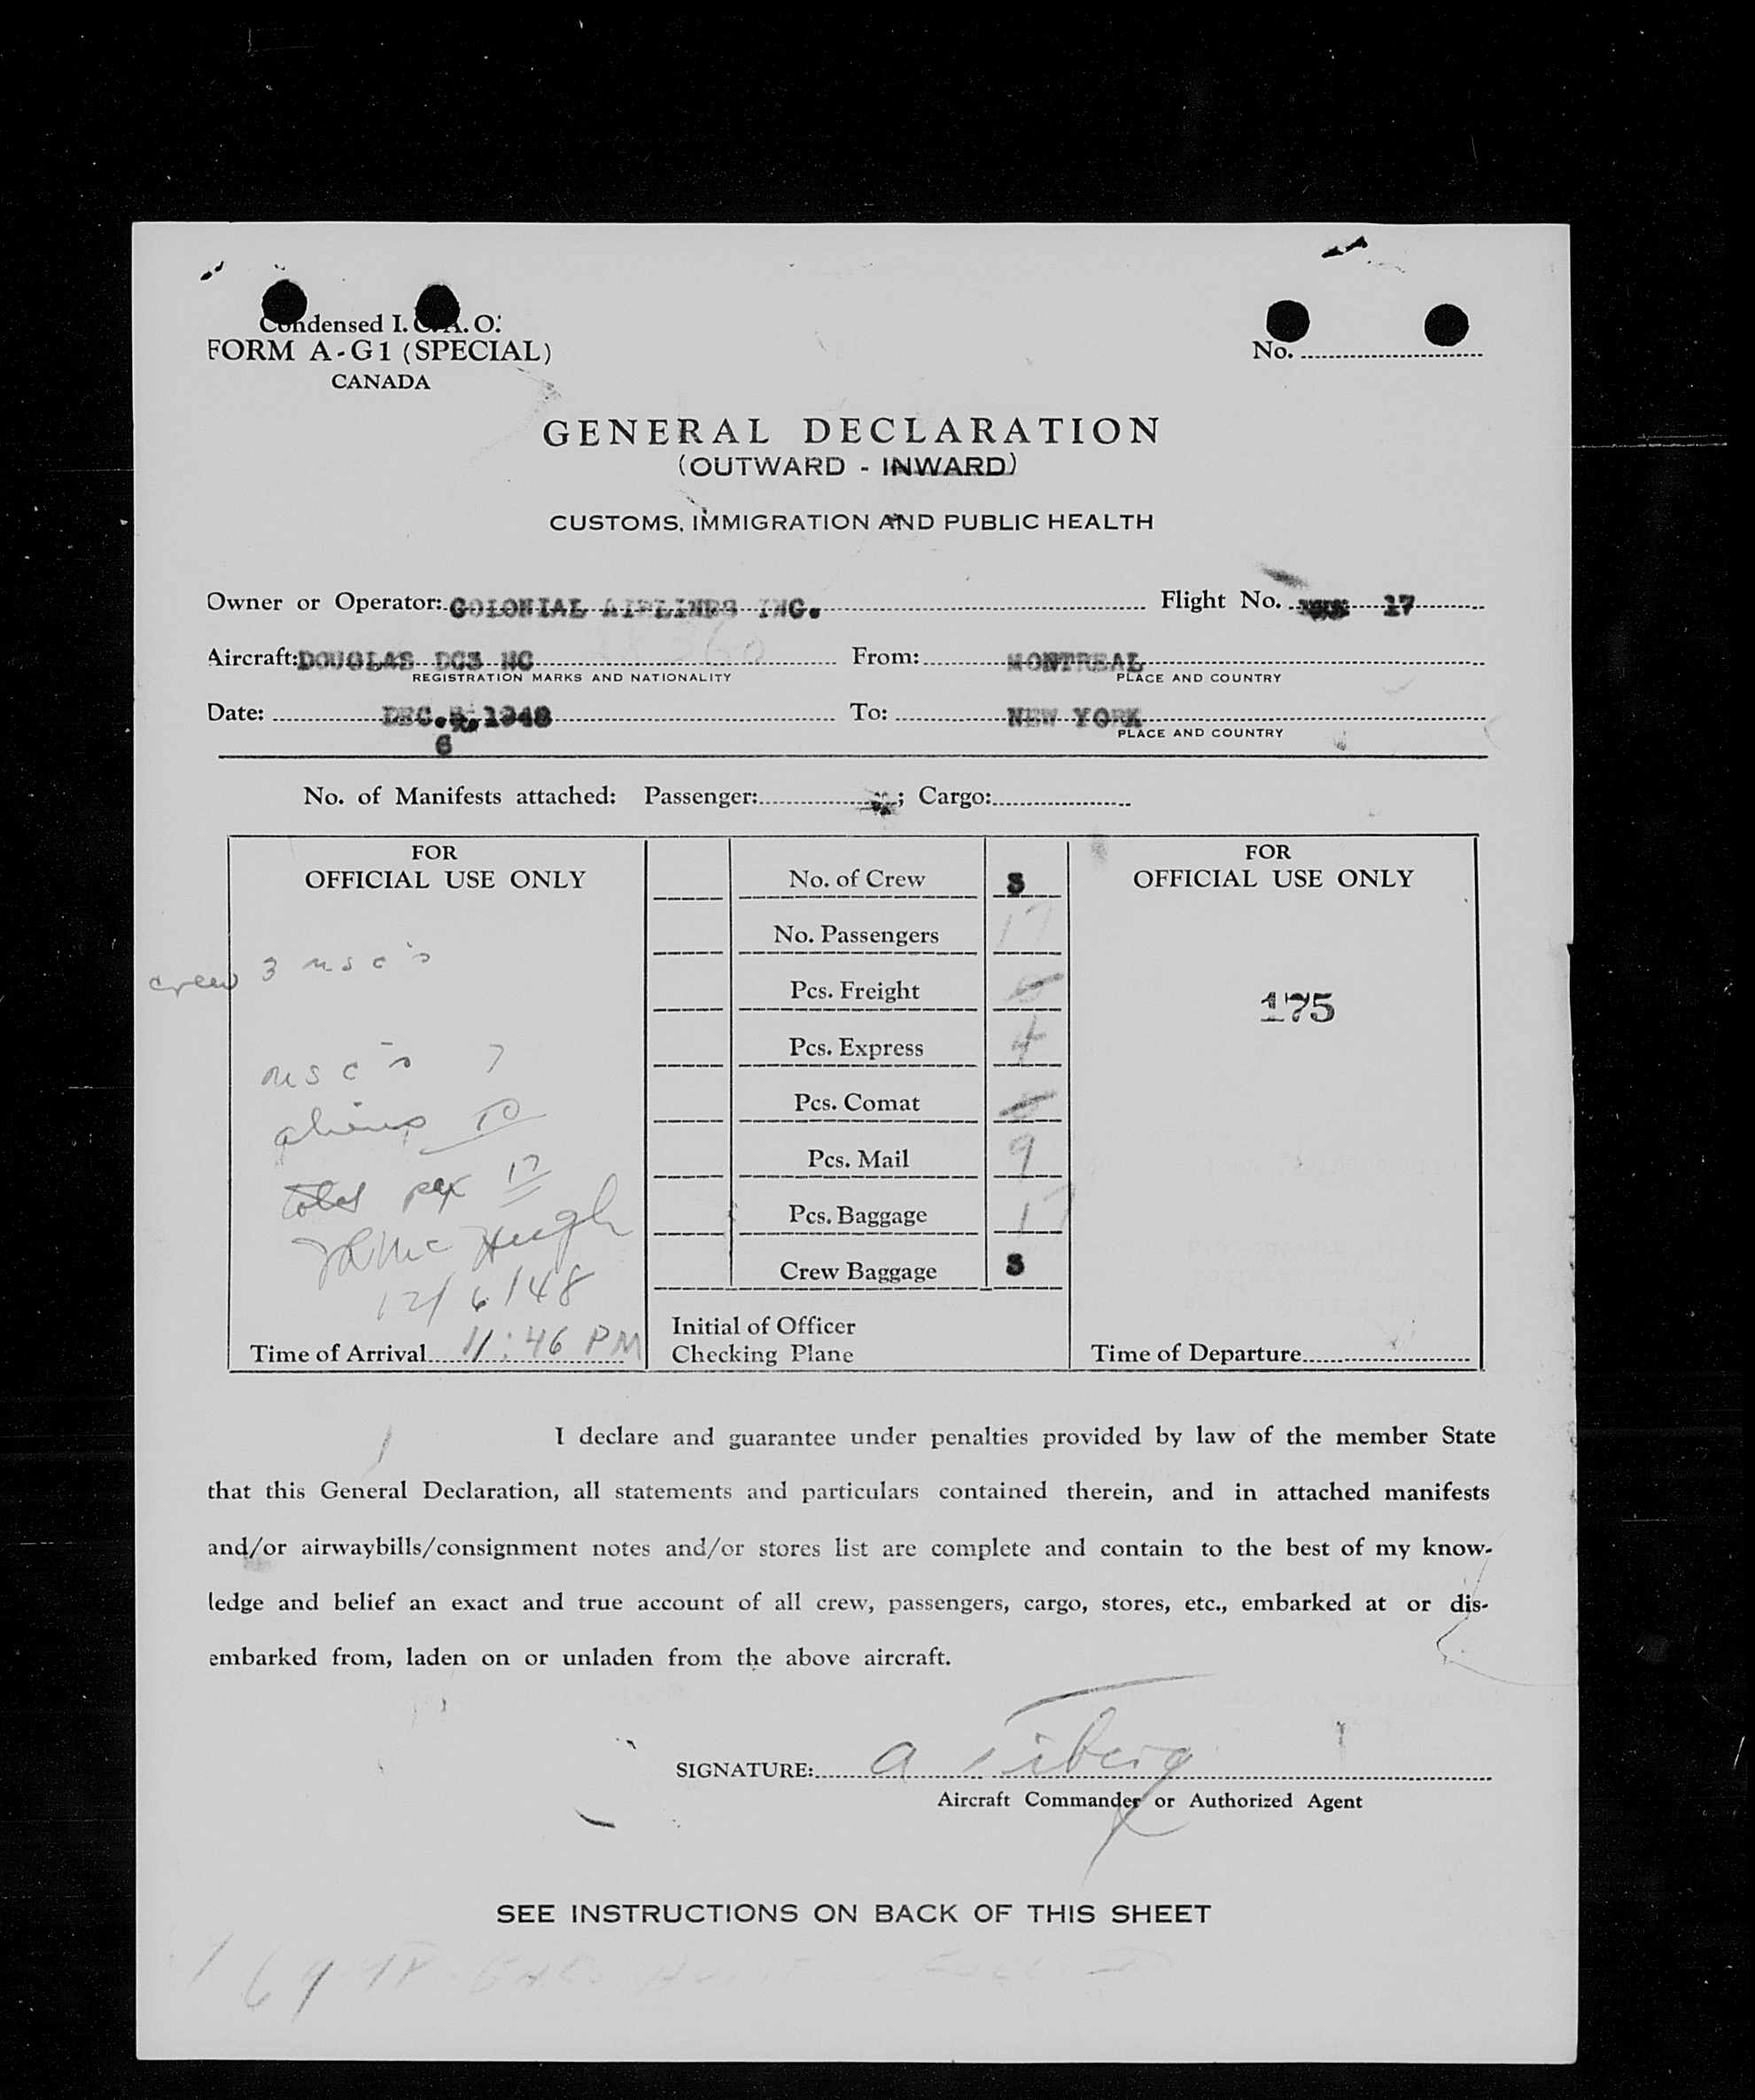 Condensed I. C. A. O.
FORM A-G1 (SPECIAL)
CANADA
No.
GENERAL DECLARATION
(OUTWARD - INWARD)
CUSTOMS, IMMIGRATION AND PUBLIC HEALTH
Owner or Operator: COLONIAL AIRLINES INC. Flight No. 17
Aircraft: DOUGLAS DC3 NC From: MONTREAL
REGISTRATION MARKS AND NATIONALITY PLACE AND COUNTRY
Date: DEC. 5, 1948 To: NEW YORK
6 PLACE AND COUNTRY
No. of Manifests attached: Passenger: ; Cargo:
FOR
OFFICIAL USE ONLY
crew 3 usc's
usc's 7
aliens 10
total pax 17
McHugh
12/6/48
Time of Arrival 11:46 PM
No. of Crew 3
No. Passengers 17
Pcs. Freight
Pcs. Express 4
Pcs. Comat
Pcs. Mail 9
Pcs. Baggage 17
Crew Baggage 3
Initial of Officer
Checking Plane
FOR
OFFICIAL USE ONLY
175
Time of Departure
I declare and guarantee under penalties provided by law of the member State
that this General Declaration, all statements and particulars contained therein, and in attached manifests
and/or airwaybills/consignment notes and/or stores list are complete and contain to the best of my know-
ledge and belief an exact and true account of all crew, passengers, cargo, stores, etc., embarked at or dis-
embarked from, laden on or unladen from the above aircraft.
SIGNATURE: A Tiberg
Aircraft Commander or Authorized Agent
SEE INSTRUCTIONS ON BACK OF THIS SHEET